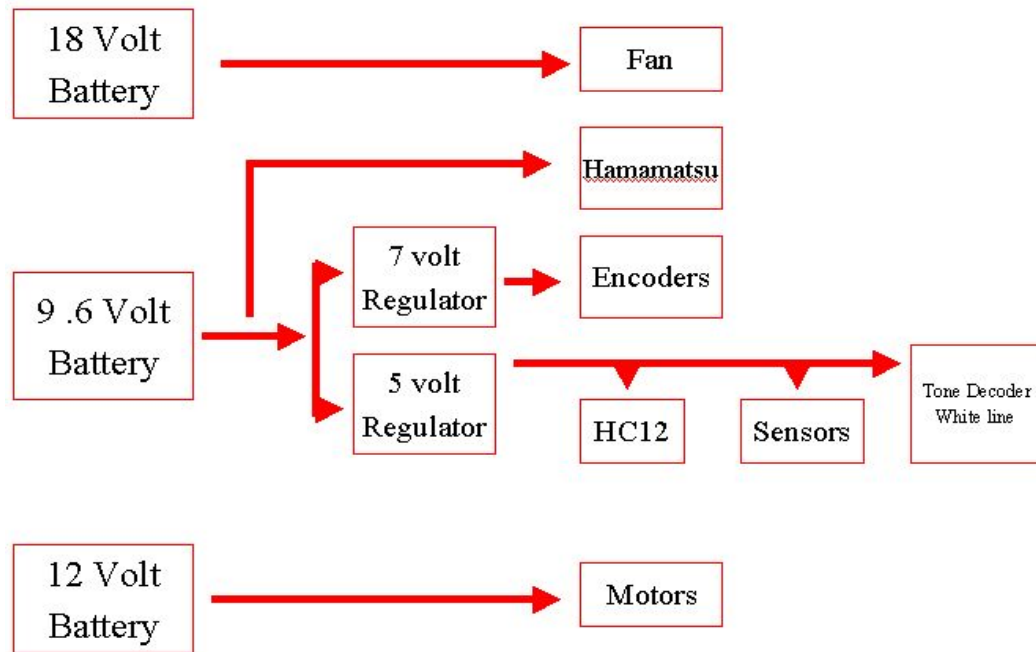 18 Volt
Battery
Fan
Hamamatsu
9 .6 Volt
Battery
7 volt
Regulator
Encoders
5 volt
Regulator
HC12
Sensors
Tone Decoder
White line
12 Volt
Battery
Motors